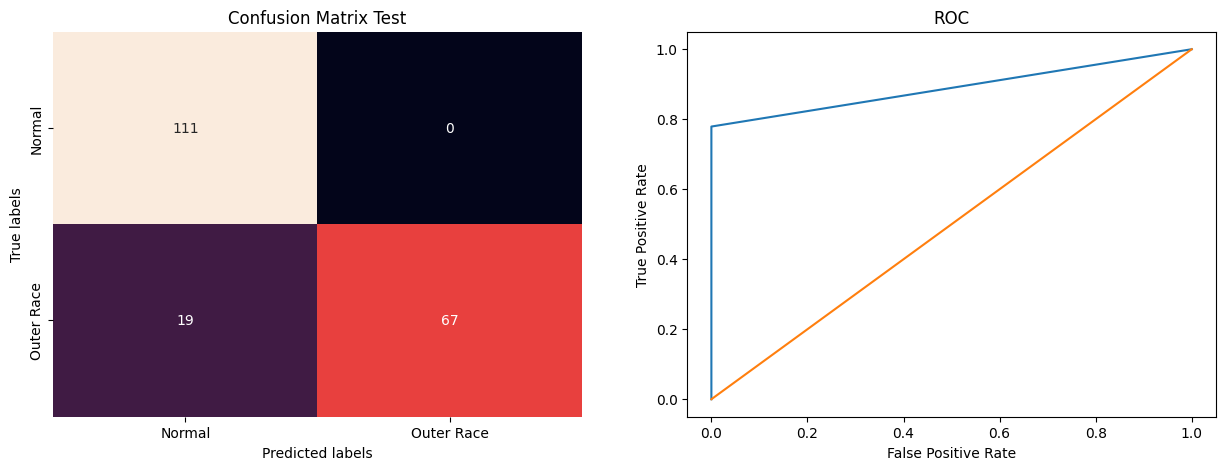 Confusion Matrix Test
True labels
Normal
Outer Race
111
0
19
67
Normal
Outer Race
Predicted labels
ROC
True Positive Rate
1.0
0.8
0.6
0.4
0.2
0.0
0.0
0.2
0.4
0.6
0.8
1.0
False Positive Rate